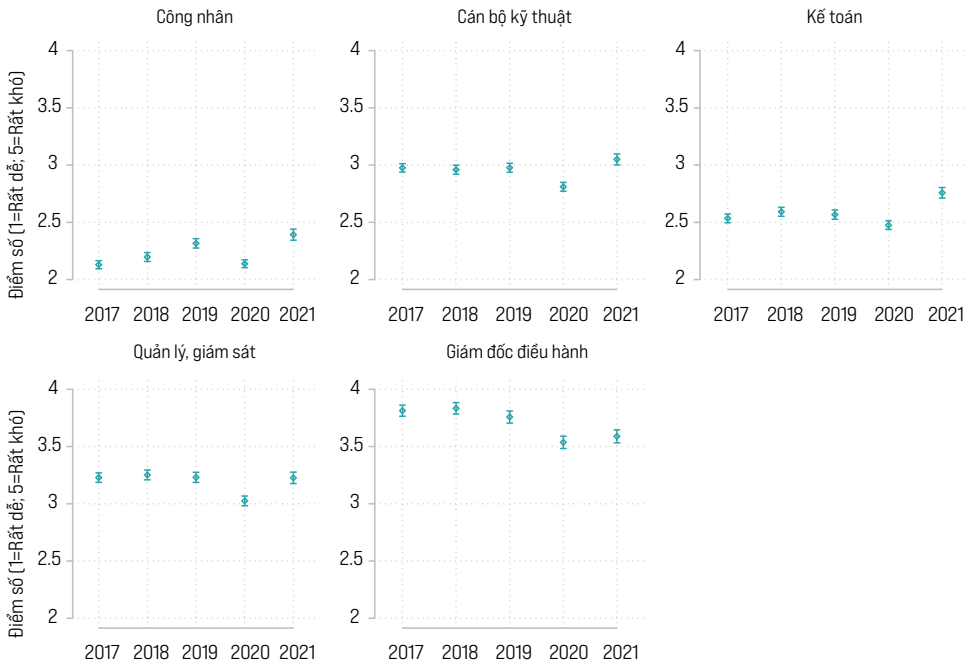 Công nhân
Cán bộ kỹ thuật
Kế toán
Điểm số (1=Rất dễ; 5=Rất khó)
4
3.5
3
2.5
2
2017 2018 2019 2020 2021
4
3.5
3
2.5
2
2017 2018 2019 2020 2021
4
3.5
3
2.5
2
2017 2018 2019 2020 2021
Quản lý, giám sát
Giám đốc điều hành
Điểm số (1=Rất dễ; 5=Rất khó)
4
3.5
3
2.5
2
2017 2018 2019 2020 2021
4
3.5
3
2.5
2
2017 2018 2019 2020 2021